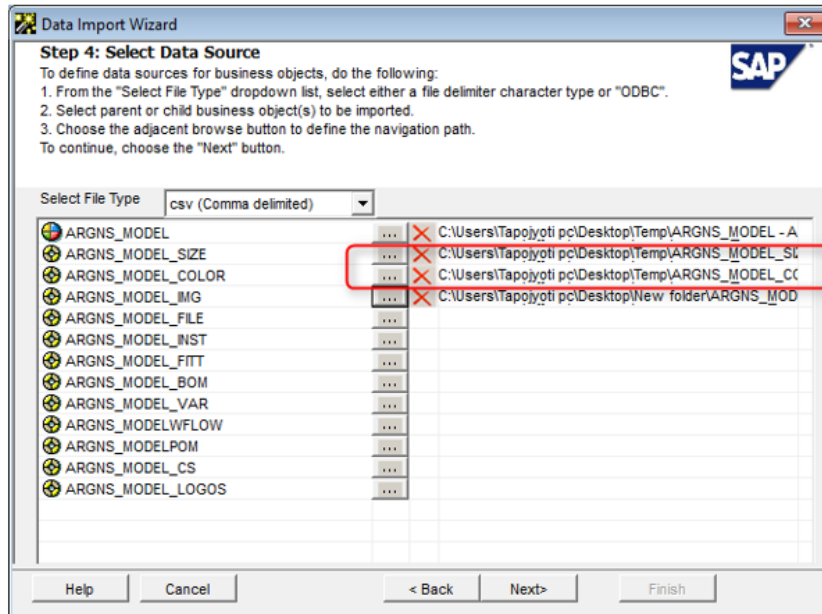 Data Import Wizard
Step 4: Select Data Source
To define data sources for business objects, do the following:
1. From the "Select File Type" dropdown list, select either a file delimiter character type or "ODBC".
2. Select parent or child business object(s) to be imported.
3. Choose the adjacent browse button to define the navigation path.
To continue, choose the "Next" button.
SAP
Select File Type csv (Comma delimited)
ARGNS_MODEL ... C:\Users\Tapojyoti pc\Desktop\Temp\ARGNS_MODEL - A
ARGNS_MODEL_SIZE ... C:\Users\Tapojyoti pc\Desktop\Temp\ARGNS_MODEL_SIZ
ARGNS_MODEL_COLOR ... C:\Users\Tapojyoti pc\Desktop\Temp\ARGNS_MODEL_CO
ARGNS_MODEL_IMG ... C:\Users\Tapojyoti pc\Desktop\New folder\ARGNS_MOD
ARGNS_MODEL_FILE ...
ARGNS_MODEL_INST ...
ARGNS_MODEL_FITT ...
ARGNS_MODEL_BOM ...
ARGNS_MODEL_VAR ...
ARGNS_MODELWFLOW ...
ARGNS_MODELPOM ...
ARGNS_MODEL_CS ...
ARGNS_MODEL_LOGOS ...
Help Cancel < Back Next> Finish